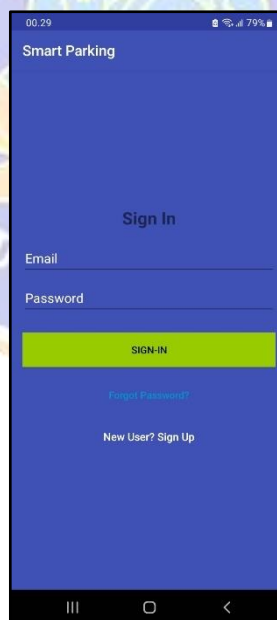 00.29 79%
Smart Parking
Sign In
Email
Password
SIGN-IN
Forgot Password?
New User? Sign Up